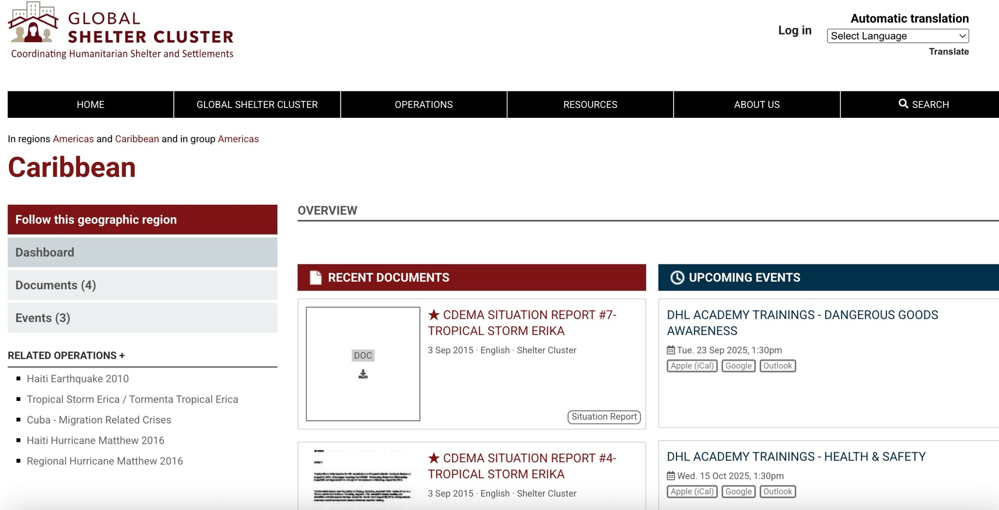 GLOBAL
SHELTER CLUSTER
Coordinating Humanitarian Shelter and Settlements
Log in
Automatic translation
Select Language
Translate
HOME
GLOBAL SHELTER CLUSTER
OPERATIONS
RESOURCES
ABOUT US
SEARCH
In regions Americas and Caribbean and in group Americas
Caribbean
Follow this geographic region
Dashboard
Documents (4)
Events (3)
RELATED OPERATIONS +
Haiti Earthquake 2010
Tropical Storm Erica / Tormenta Tropical Erica
Cuba - Migration Related Crises
Haiti Hurricane Matthew 2016
Regional Hurricane Matthew 2016
OVERVIEW
RECENT DOCUMENTS
DOC
★ CDEMA SITUATION REPORT #7-
TROPICAL STORM ERIKA
3 Sep 2015 · English · Shelter Cluster
Situation Report
★ CDEMA SITUATION REPORT #4-
TROPICAL STORM ERIKA
3 Sep 2015 · English · Shelter Cluster
UPCOMING EVENTS
DHL ACADEMY TRAININGS - DANGEROUS GOODS
AWARENESS
Tue. 23 Sep 2025, 1:30pm
Apple (iCal) Google Outlook
DHL ACADEMY TRAININGS - HEALTH & SAFETY
Wed. 15 Oct 2025, 1:30pm
Apple (iCal) Google Outlook